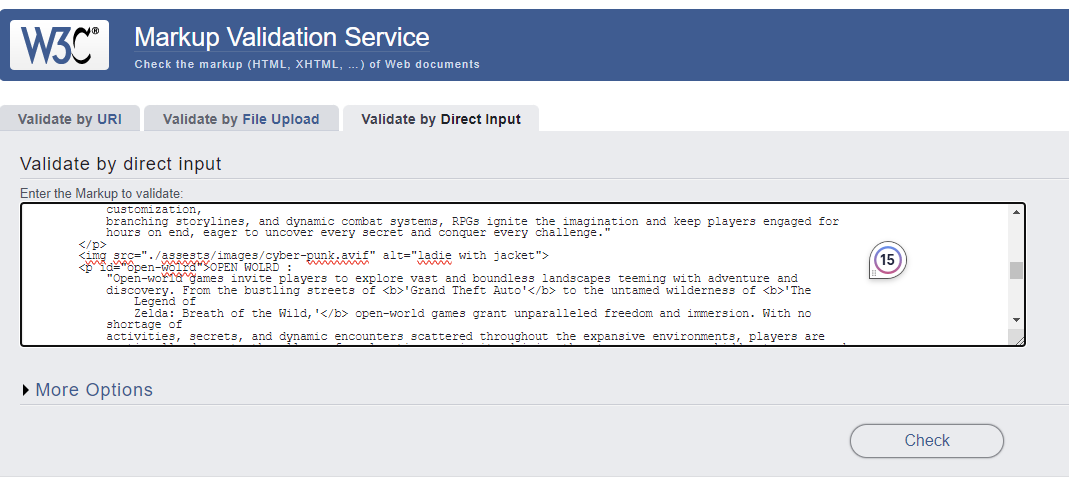 W3C®
Markup Validation Service
Check the markup (HTML, XHTML, …) of Web documents
Validate by URI
Validate by File Upload
Validate by Direct Input
Validate by direct input
Enter the Markup to validate:
customization,
branching storylines, and dynamic combat systems, RPGs ignite the imagination and keep players engaged for
hours on end, eager to uncover every secret and conquer every challenge."
</p>
<img src="./assests/images/cyber-punk.avif" alt="ladie with jacket">
<p id="open-wolrd">OPEN WOLRD :
"Open-world games invite players to explore vast and boundless landscapes teeming with adventure and
discovery. From the bustling streets of <b>'Grand Theft Auto'</b> to the untamed wilderness of <b>'The
Legend of
Zelda: Breath of the Wild,'</b> open-world games grant unparalleled freedom and immersion. With no
shortage of
activities, secrets, and dynamic encounters scattered throughout the expansive environments, players are
15
More Options
Check